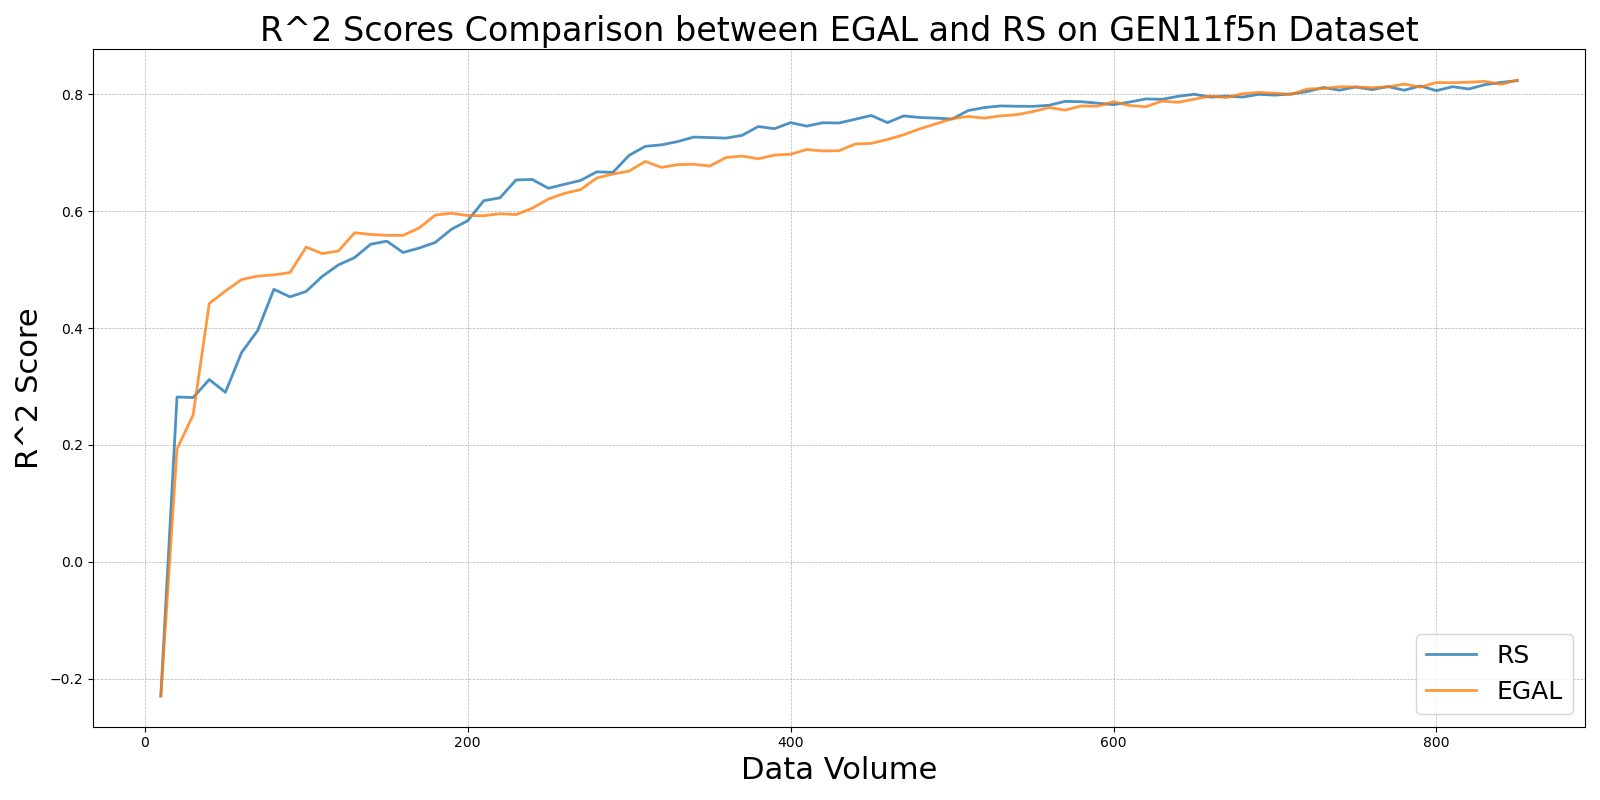 R^2 Scores Comparison between EGAL and RS on GEN11f5n Dataset
R^2 Score
0.8
0.6
0.4
0.2
0.0
−0.2
0
200
400
600
800
Data Volume
RS
EGAL